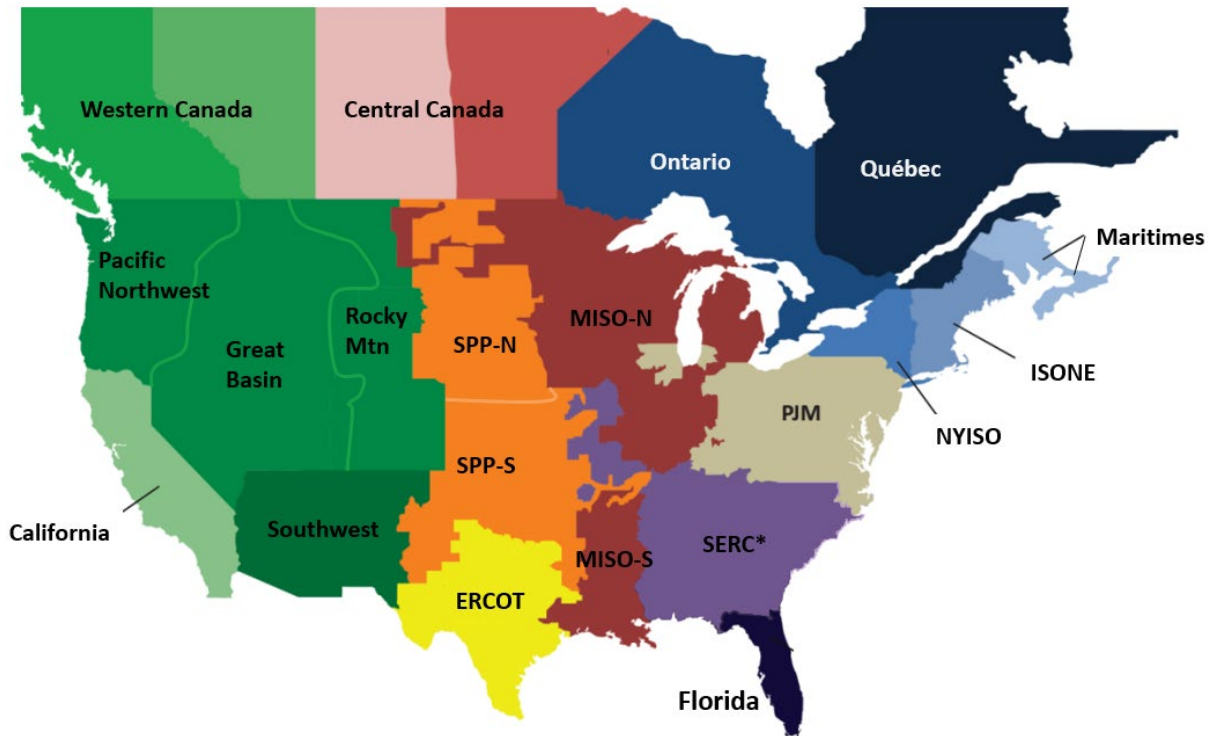 Western Canada
Central Canada
Ontario
Québec
Maritimes
Pacific
Northwest
Rocky
Mtn
Great
Basin
SPP-N
MISO-N
ISONE
PJM
NYISO
SPP-S
California
Southwest
MISO-S
SERC*
ERCOT
Florida